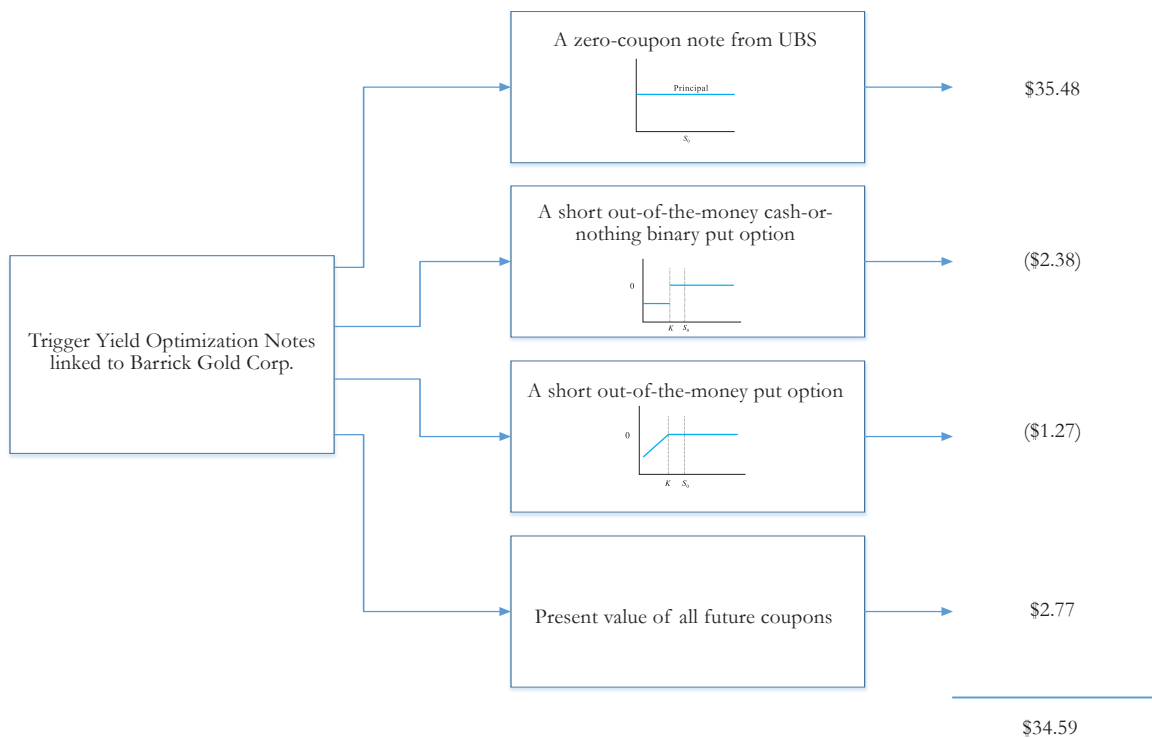 A zero-coupon note from UBS
Principal
S₀
$35.48
A short out-of-the-money cash-or-
nothing binary put option
0
K S₀
($2.38)
Trigger Yield Optimization Notes
linked to Barrick Gold Corp.
A short out-of-the-money put option
0
K S₀
($1.27)
Present value of all future coupons
$2.77
$34.59